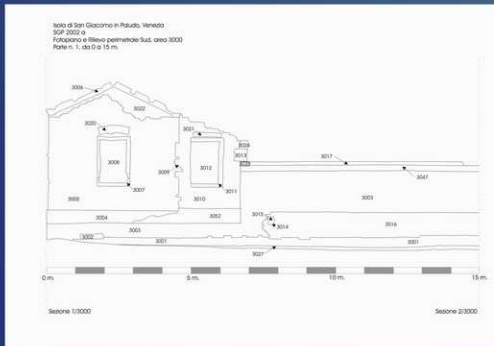 Isola di San Giacomo in Paludo, Venezia
SGP 2002 a
Fotopiano e Rilievo perimetrale Sud, area 3000
Parte n. 1, da 0 a 15 m.
3006
3022
3020
3021
3008
3009
3012
3013
3017
3047
3007
3011
3005
3010
3003
3004
3052
3015
3014
3016
3003
3002
3001
3001
3027
0 m.
5 m.
10 m.
15 m.
Sezione 1/3000
Sezione 2/3000